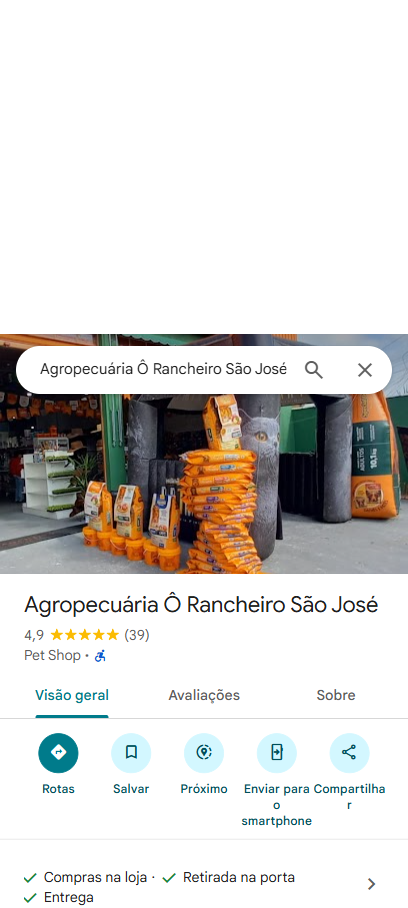 Agropecuária Ô Rancheiro São José
Agropecuária Ô Rancheiro São José
4,9 (39)
Pet Shop ·
Visão geral Avaliações Sobre
Rotas Salvar Próximo Enviar para o smartphone Compartilhar
Compras na loja · Retirada na porta
Entrega